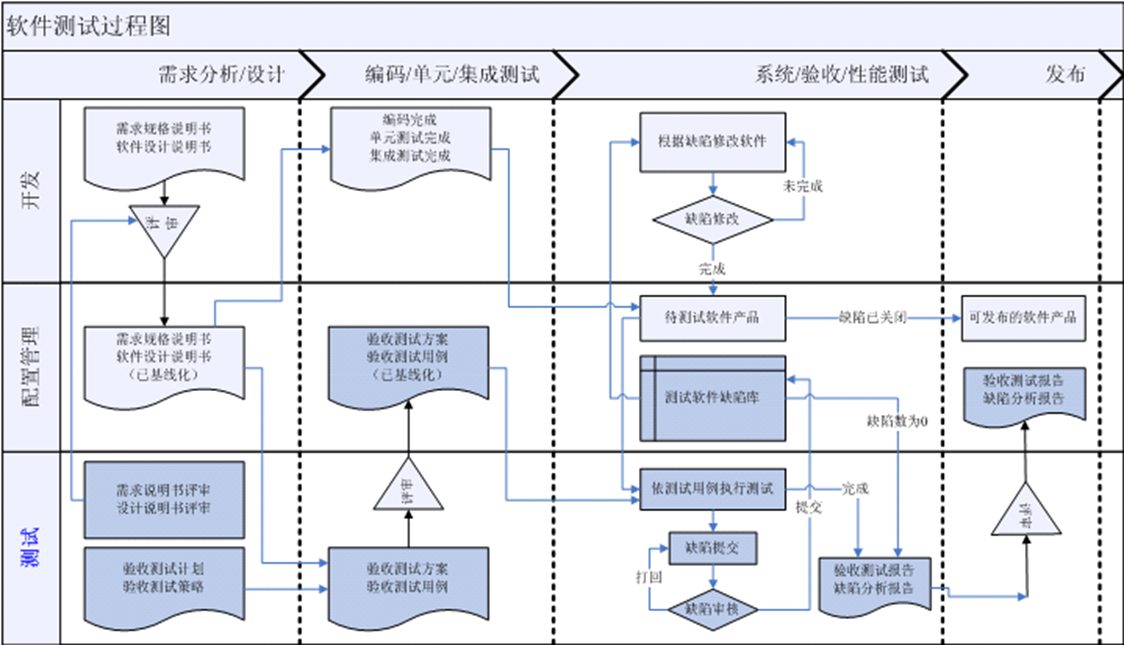 软件测试过程图
需求分析/设计
编码/单元/集成测试
系统/验收/性能测试
发布
开发
需求规格说明书
软件设计说明书
评审
编码完成
单元测试完成
集成测试完成
根据缺陷修改软件
未完成
缺陷修改
完成
配置管理
需求规格说明书
软件设计说明书
（已基线化）
验收测试方案
验收测试用例
（已基线化）
待测试软件产品
缺陷已关闭
可发布的软件产品
测试软件缺陷库
缺陷数为0
验收测试报告
缺陷分析报告
测试
需求说明书评审
设计说明书评审
验收测试计划
验收测试策略
评审
验收测试方案
验收测试用例
依测试用例执行测试
完成
提交
缺陷提交
打回
缺陷审核
验收测试报告
缺陷分析报告
评审